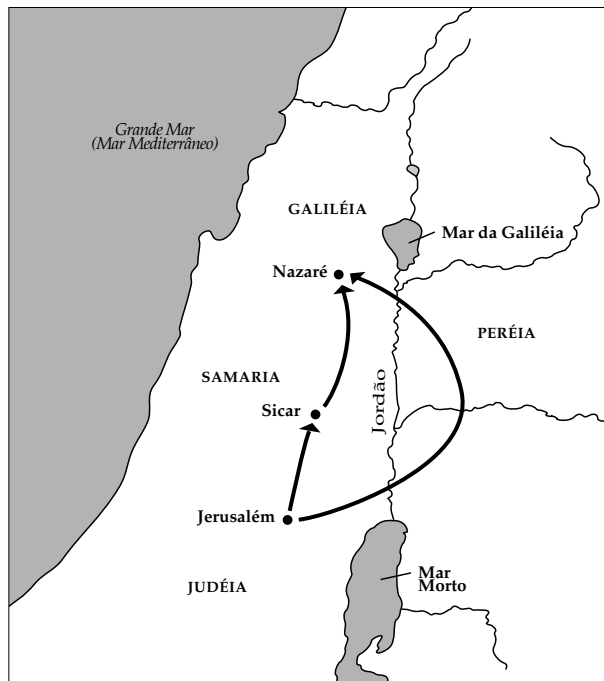 Grande Mar
(Mar Mediterrâneo)
GALILÉIA
Mar da Galiléia
Nazaré
PERÉIA
SAMARIA
Jordão
Sicar
Jerusalém
Mar
Morto
JUDÉIA